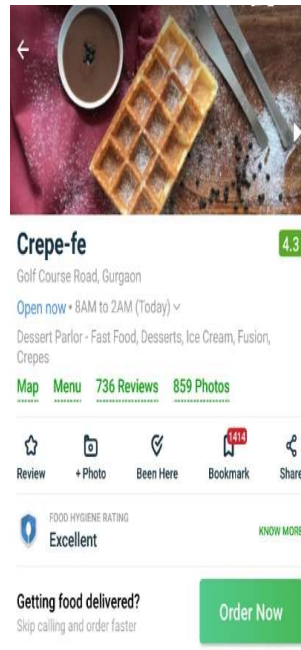 Crepe-fe
4.3
Golf Course Road, Gurgaon
Open now • 8AM to 2AM (Today)
Dessert Parlor - Fast Food, Desserts, Ice Cream, Fusion,
Crepes
Map Menu 736 Reviews 859 Photos
1414
Review + Photo Been Here Bookmark Share
FOOD HYGIENE RATING
Excellent
KNOW MORE
Getting food delivered?
Skip calling and order faster
Order Now